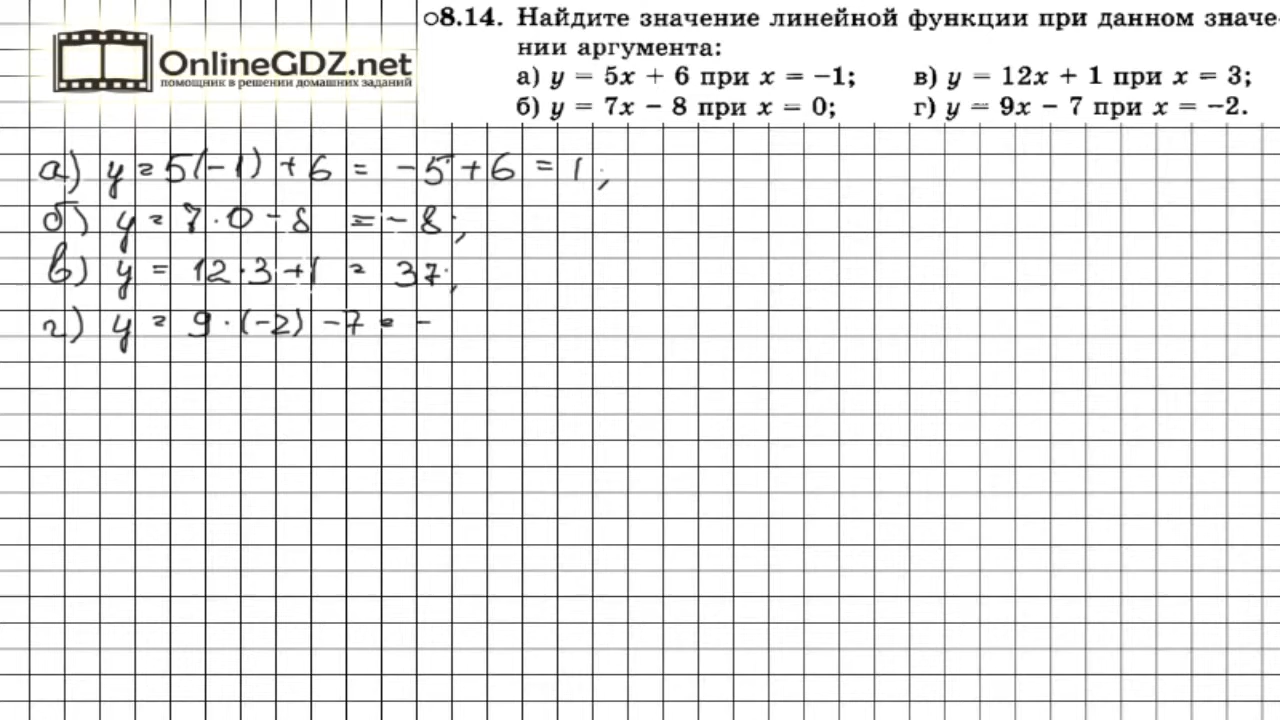 OnlineGDZ.net
помощник в решении домашних заданий
8.14. Найдите значение линейной функции при данном значе-
нии аргумента:
а) y = 5x + 6 при x = −1; в) y = 12x + 1 при x = 3;
б) y = 7x − 8 при x = 0; г) y = 9x − 7 при x = −2.
а) y = 5(−1) + 6 = −5 + 6 = 1;
б) y = 7·0 − 8 = −8;
в) y = 12·3 + 1 = 37;
г) y = 9·(−2) − 7 = −